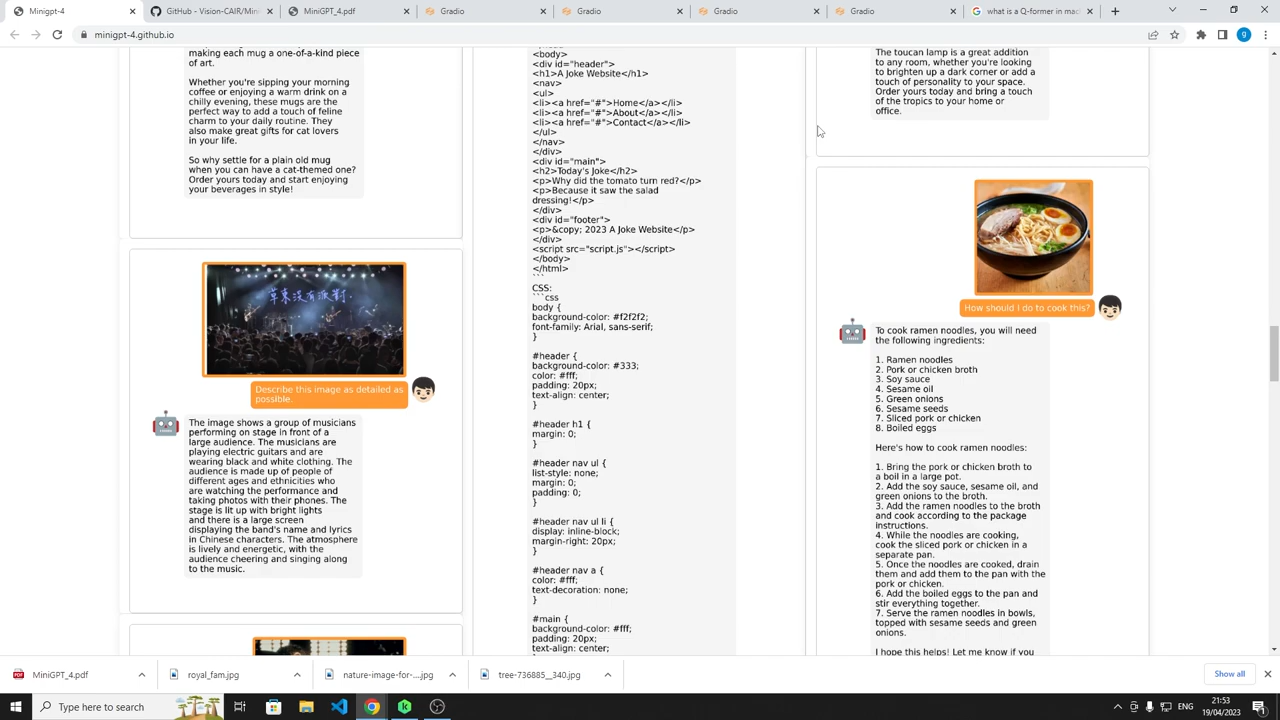 Minigpt-4
GitHub - Vision-CAIR/Min
MiniGPT_4.pdf
Gradio
Gradio
Gradio
Gradio
what is a Q-former in mac
minigpt-4.github.io
g
making each mug a one-of-a-kind piece
of art.
Whether you're sipping your morning
coffee or enjoying a warm drink on a
chilly evening, these mugs are the
perfect way to add a touch of feline
charm to your daily routine. They
also make great gifts for cat lovers
in your life.
So why settle for a plain old mug
when you can have a cat-themed one?
Order yours today and start enjoying
your beverages in style!
草東没有派對
Describe this image as detailed as
possible.
The image shows a group of musicians
performing on stage in front of a
large audience. The musicians are
playing electric guitars and are
wearing black and white clothing. The
audience is made up of people of
different ages and ethnicities who
are watching the performance and
taking photos with their phones. The
stage is lit up with bright lights
and there is a large screen
displaying the band's name and lyrics
in Chinese characters. The atmosphere
is lively and energetic, with the
audience cheering and singing along
to the music.
<body>
<div id="header">
<h1>A Joke Website</h1>
<nav>
<ul>
<li><a href="#">Home</a></li>
<li><a href="#">About</a></li>
<li><a href="#">Contact</a></li>
</ul>
</nav>
</div>
<div id="main">
<h2>Today's Joke</h2>
<p>Why did the tomato turn red?</p>
<p>Because it saw the salad
dressing!</p>
</div>
<div id="footer">
<p>&copy; 2023 A Joke Website</p>
</div>
<script src="script.js"></script>
</body>
</html>
```
CSS:
```css
body {
background-color: #f2f2f2;
font-family: Arial, sans-serif;
}
#header {
background-color: #333;
color: #fff;
padding: 20px;
text-align: center;
}
#header h1 {
margin: 0;
}
#header nav ul {
list-style: none;
margin: 0;
padding: 0;
}
#header nav ul li {
display: inline-block;
margin-right: 20px;
}
#header nav a {
color: #fff;
text-decoration: none;
}
#main {
background-color: #fff;
padding: 20px;
text-align: center;
The toucan lamp is a great addition
to any room, whether you're looking
to brighten up a dark corner or add a
touch of personality to your space.
Order yours today and bring a touch
of the tropics to your home or
office.
How should I do to cook this?
To cook ramen noodles, you will need
the following ingredients:
1. Ramen noodles
2. Pork or chicken broth
3. Soy sauce
4. Sesame oil
5. Green onions
6. Sesame seeds
7. Sliced pork or chicken
8. Boiled eggs
Here's how to cook ramen noodles:
1. Bring the pork or chicken broth to
a boil in a large pot.
2. Add the soy sauce, sesame oil, and
green onions to the broth.
3. Add the ramen noodles to the broth
and cook according to the package
instructions.
4. While the noodles are cooking,
cook the sliced pork or chicken in a
separate pan.
5. Once the noodles are cooked, drain
them and add them to the pan with the
pork or chicken.
6. Add the boiled eggs to the pan and
stir everything together.
7. Serve the ramen noodles in bowls,
topped with sesame seeds and green
onions.
I hope this helps! Let me know if you
MiniGPT_4.pdf
royal_fam.jpg
nature-image-for-....jpg
tree-736885__340.jpg
Show all
Type here to search
ENG
21:53
19/04/2023
1